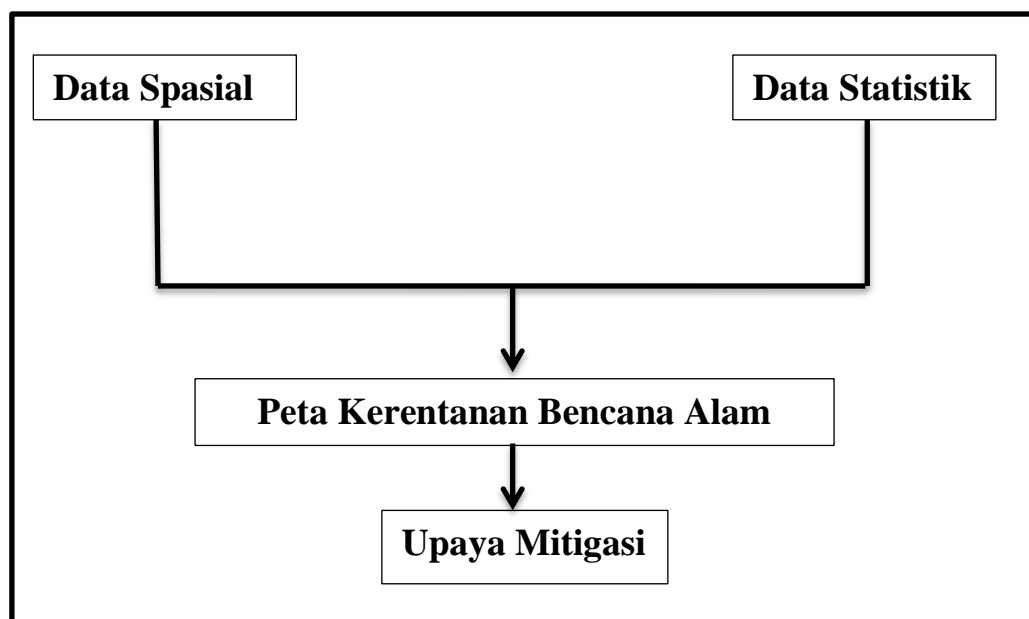 Data Spasial
Data Statistik
Peta Kerentanan Bencana Alam
Upaya Mitigasi